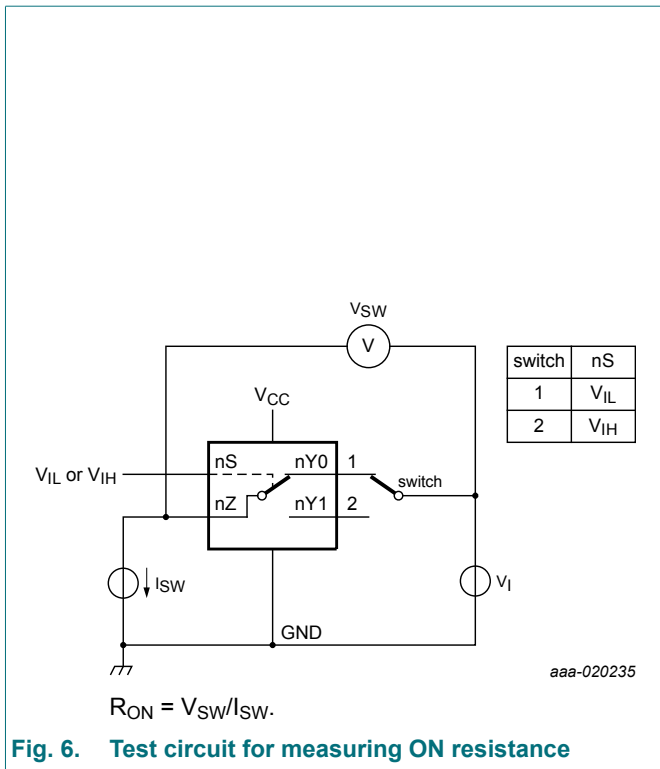 VSW
V
switch nS
1 VIL
2 VIH
VCC
VIL or VIH
nS
nY0
1
switch
nZ
nY1
2
ISW
VI
GND
aaa-020235
RON = VSW/ISW.
Fig. 6. Test circuit for measuring ON resistance